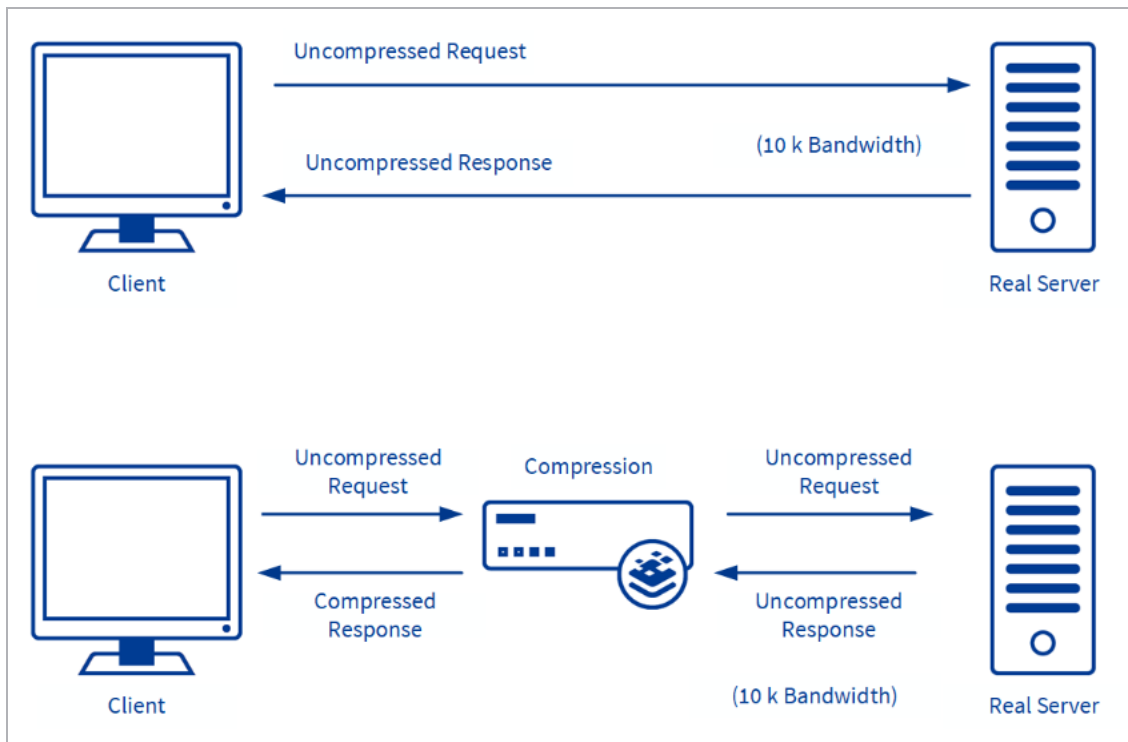 Uncompressed Request
(10 k Bandwidth)
Uncompressed Response
Client
Real Server
Uncompressed
Request
Compression
Uncompressed
Request
Compressed
Response
Uncompressed
Response
(10 k Bandwidth)
Client
Real Server